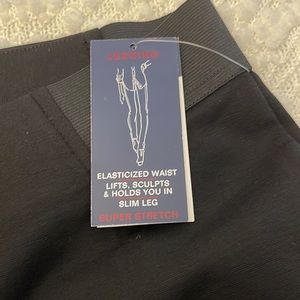 ELASTICIZED WAIST
LIFTS, SCULPTS
& HOLDS YOU IN
SLIM LEG
SUPER STRETCH